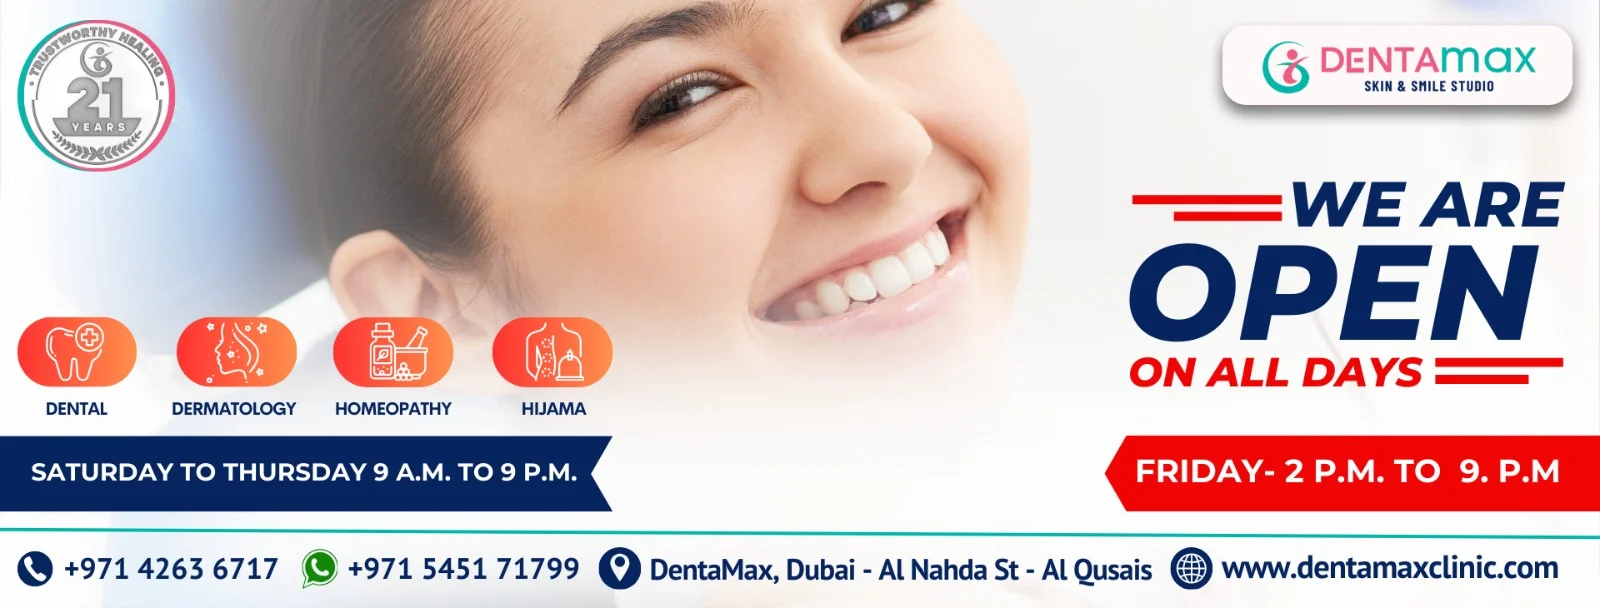 TRUSTWORTHY HEALING
21
YEARS
DENTAMAX
SKIN & SMILE STUDIO
WE ARE
OPEN
ON ALL DAYS
DENTAL
DERMATOLOGY
HOMEOPATHY
HIJAMA
SATURDAY TO THURSDAY 9 A.M. TO 9 P.M.
FRIDAY- 2 P.M. TO  9. P.M
+971 4263 6717
+971 5451 71799
DentaMax, Dubai - Al Nahda St - Al Qusais
www.dentamaxclinic.com